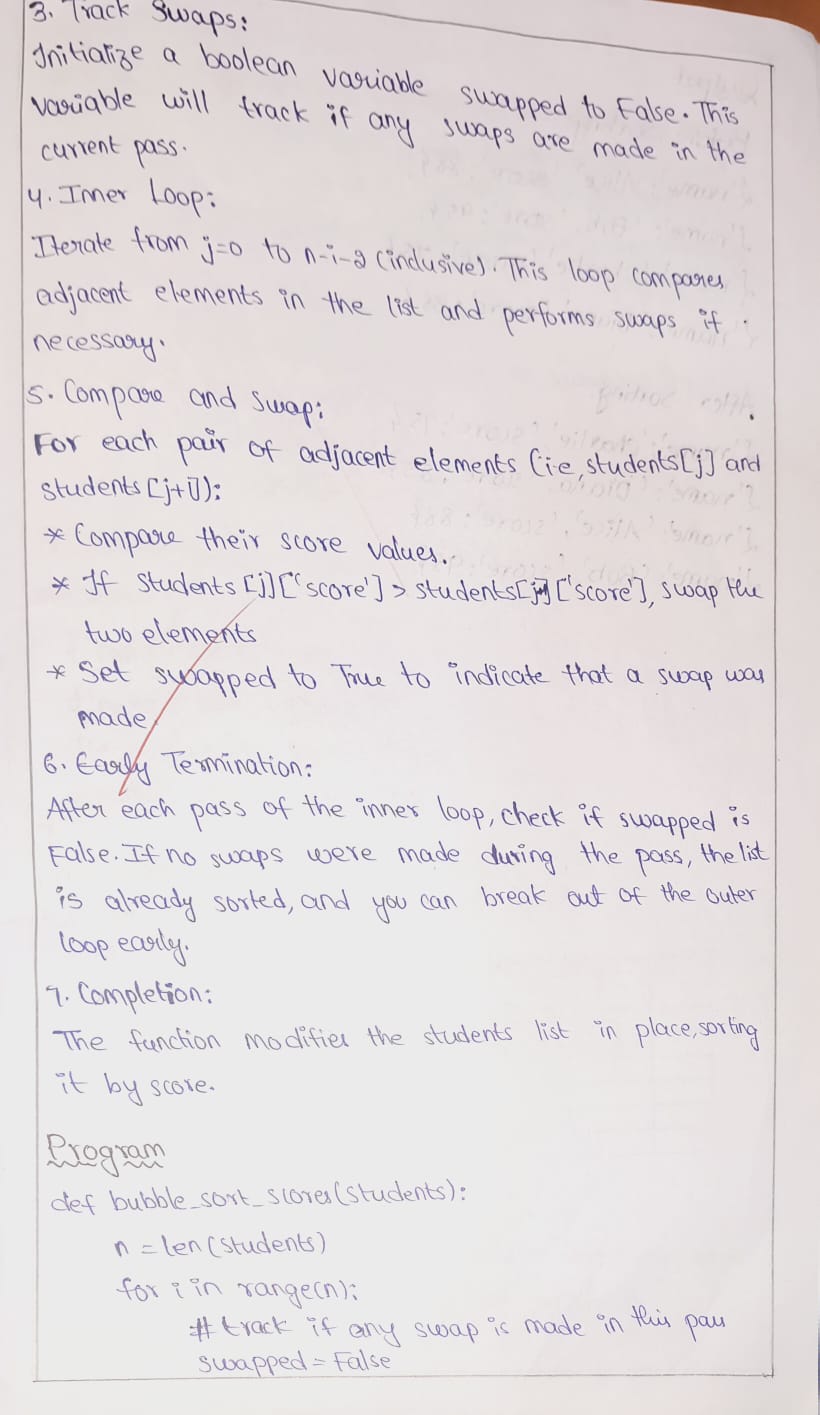 3. Track Swaps:
Initialize a boolean variable swapped to False. This
variable will track if any swaps are made in the
current pass.
4. Inner Loop:
Iterate from j=0 to n-i-2 (inclusive). This loop compares
adjacent elements in the list and performs swaps if
necessary.
5. Compare and Swap:
For each pair of adjacent elements (i.e, students[j] and
students [j+1]):
* Compare their score values.
* If students [j]['score'] > students[j+1]['score'], swap the
two elements
* Set swapped to True to indicate that a swap was
made
6. Early Termination:
After each pass of the inner loop, check if swapped is
False. If no swaps were made during the pass, the list
is already sorted, and you can break out of the outer
loop early.
7. Completion:
The function modifies the students list in place, sorting
it by score.
Program
def bubble_sort_scores(students):
n = len(students)
for i in range(n):
# track if any swap is made in this pass
swapped = False